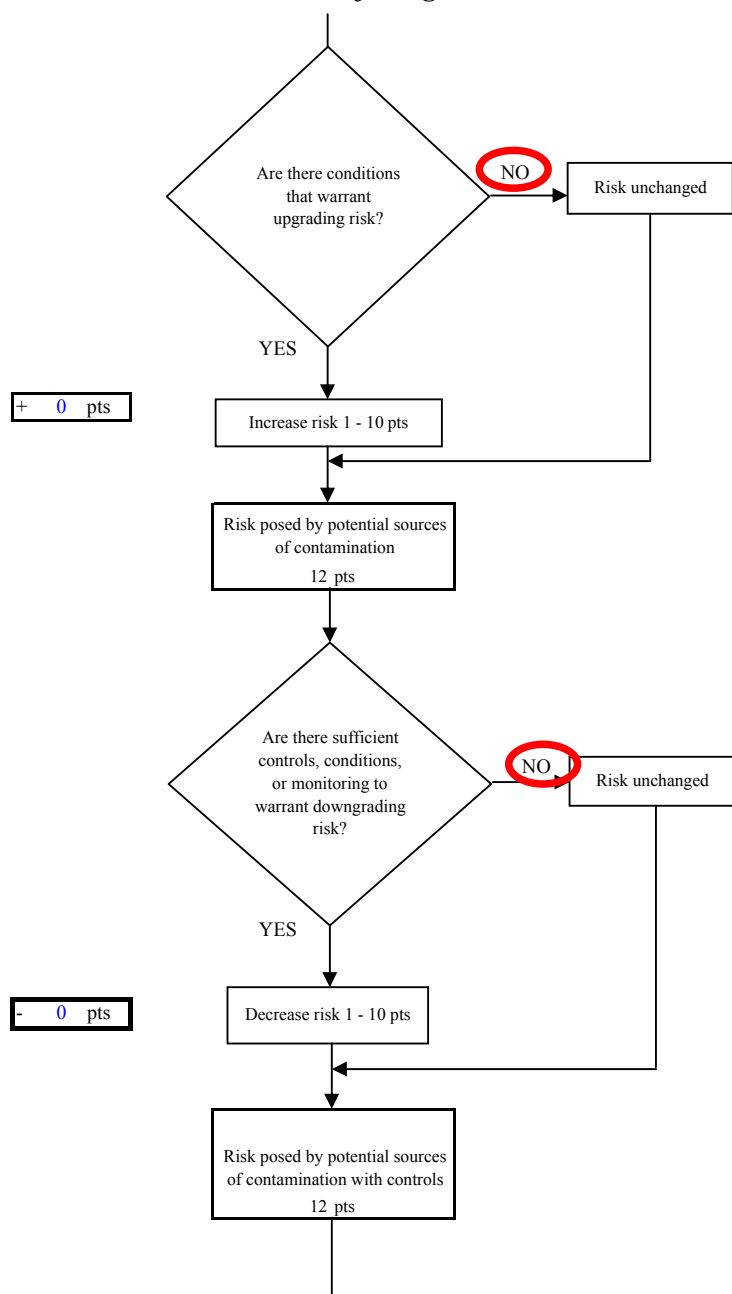 Are there conditions
that warrant
upgrading risk?
NO
Risk unchanged
YES
+ 0 pts
Increase risk 1 - 10 pts
Risk posed by potential sources
of contamination
12 pts
Are there sufficient
controls, conditions,
or monitoring to
warrant downgrading
risk?
NO
Risk unchanged
YES
- 0 pts
Decrease risk 1 - 10 pts
Risk posed by potential sources
of contamination with controls
12 pts